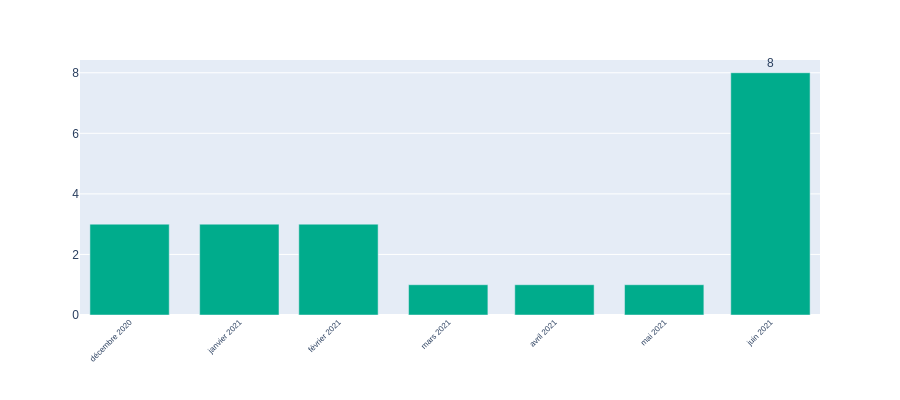 8
8
6
4
2
0
décembre 2020
janvier 2021
février 2021
mars 2021
avril 2021
mai 2021
juin 2021